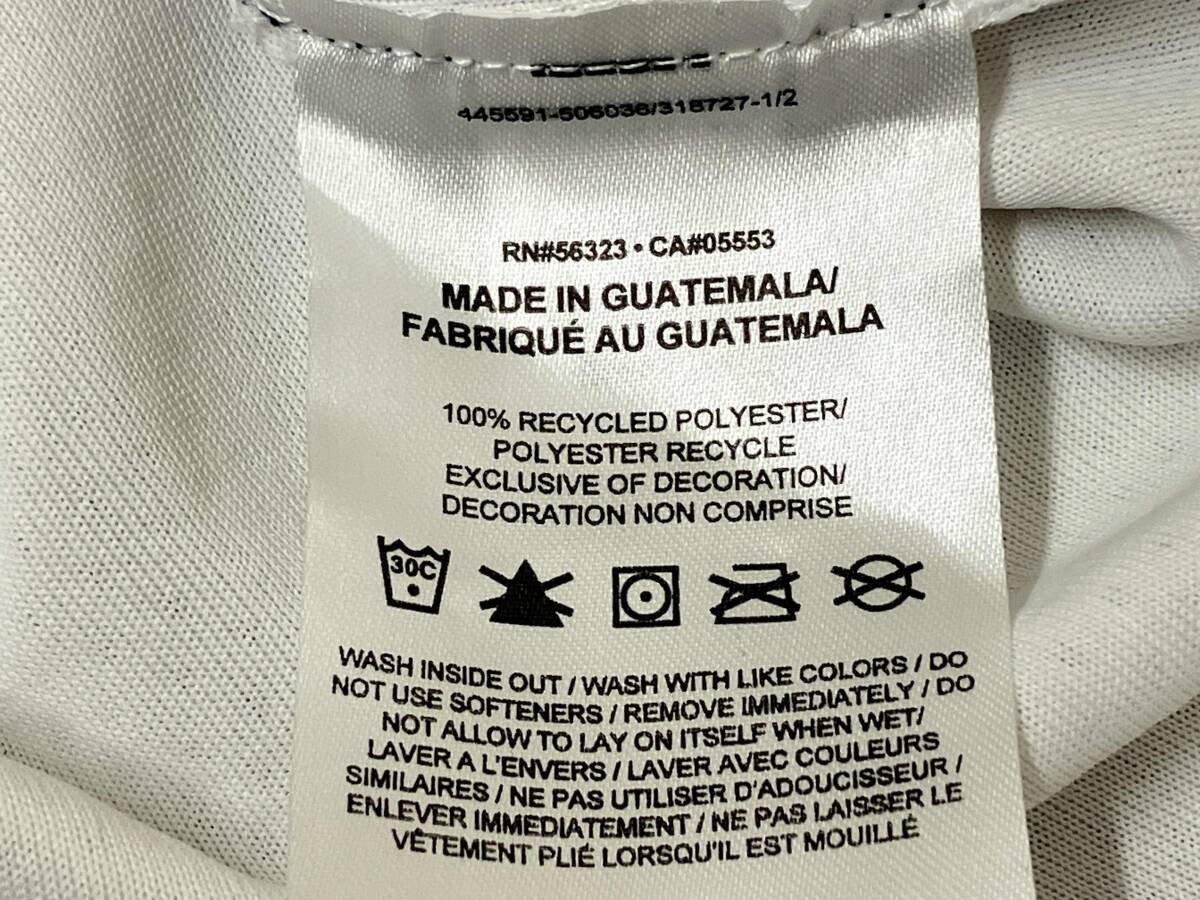 445591-606036/318727-1/2
RN#56323 • CA#05553
MADE IN GUATEMALA/
FABRIQUÉ AU GUATEMALA
100% RECYCLED POLYESTER/
POLYESTER RECYCLE
EXCLUSIVE OF DECORATION/
DECORATION NON COMPRISE
30C
WASH INSIDE OUT / WASH WITH LIKE COLORS / DO
NOT USE SOFTENERS / REMOVE IMMEDIATELY / DO
NOT ALLOW TO LAY ON ITSELF WHEN WET/
LAVER A L'ENVERS / LAVER AVEC COULEURS
SIMILAIRES / NE PAS UTILISER D'ADOUCISSEUR /
ENLEVER IMMEDIATEMENT / NE PAS LAISSER LE
VÊTEMENT PLIÉ LORSQU'IL EST MOUILLÉ